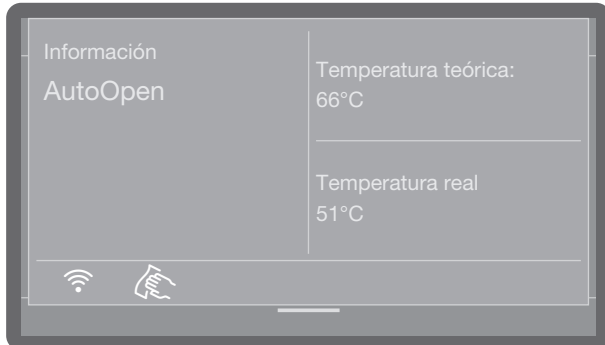 Información
AutoOpen
Temperatura teórica:
66°C
Temperatura real
51°C